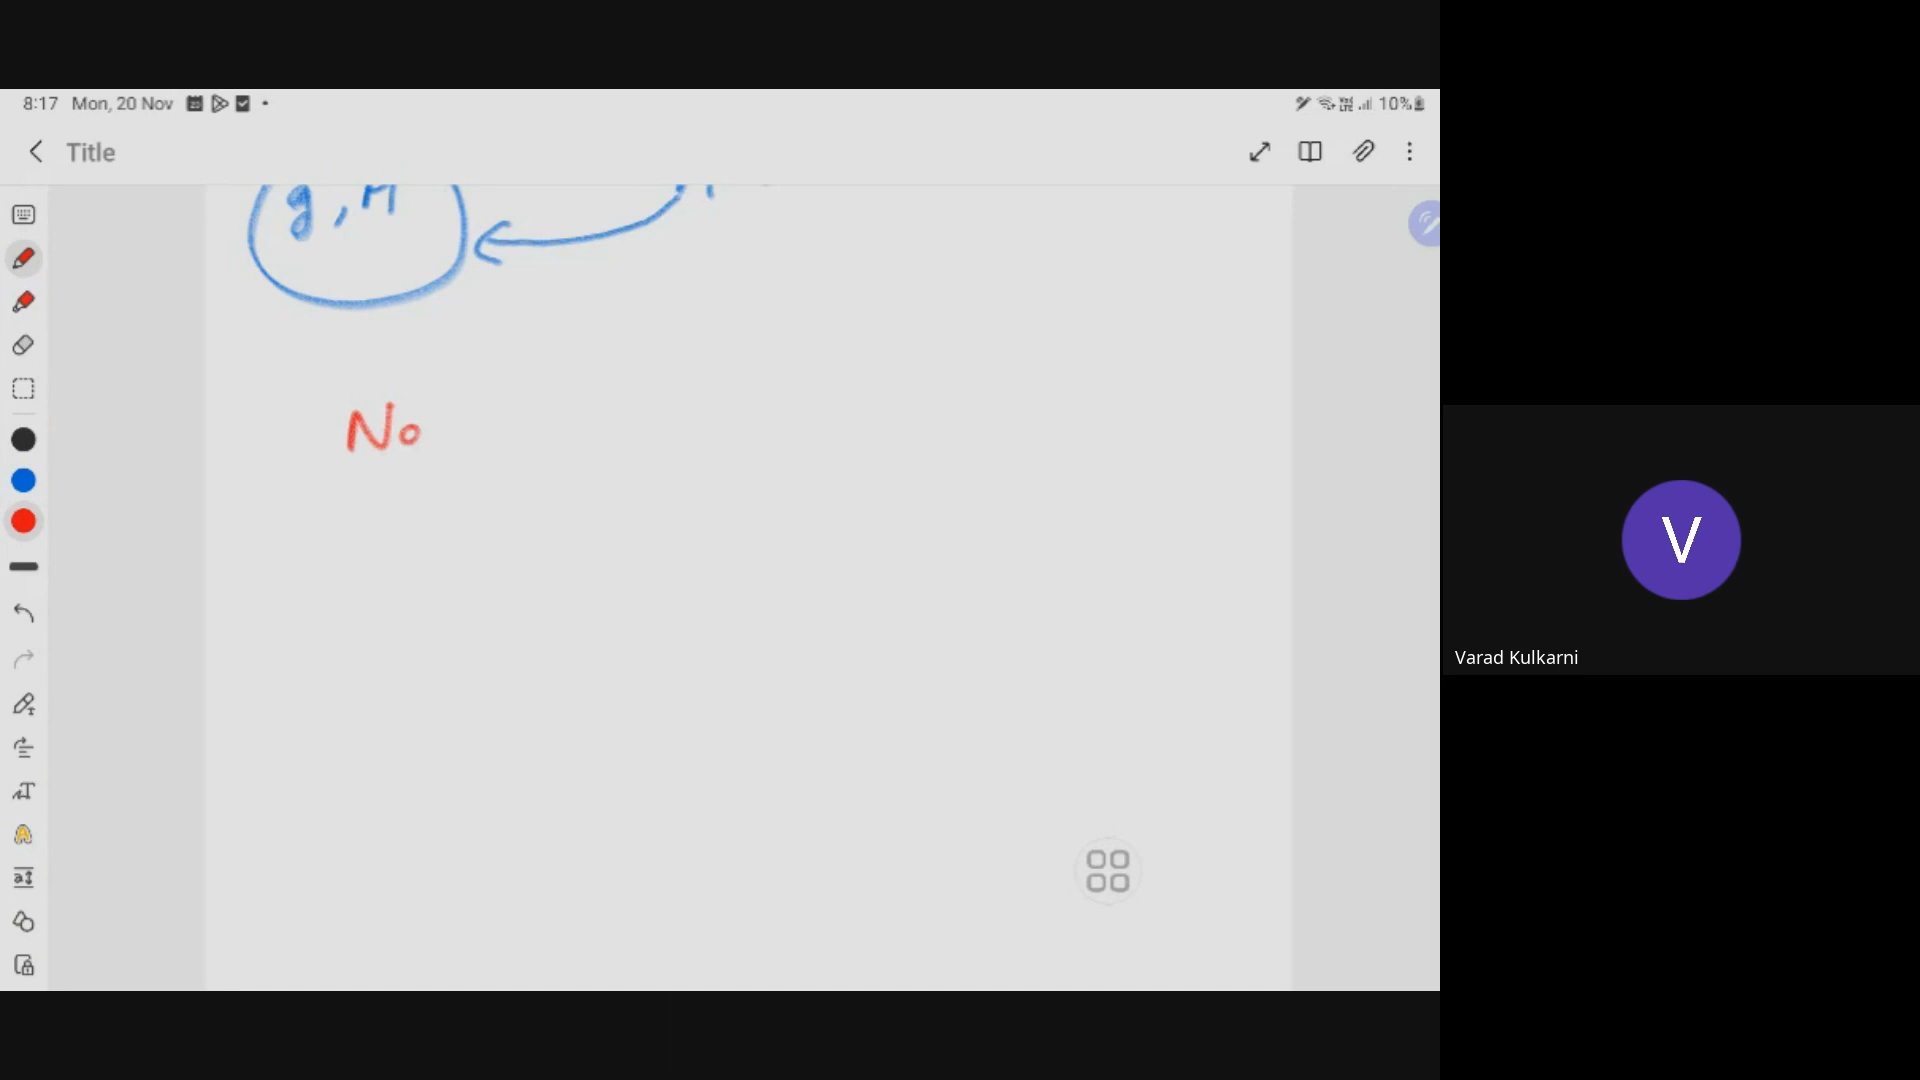 8:17 Mon, 20 Nov
10%
Title
g, M
No
V
Varad Kulkarni